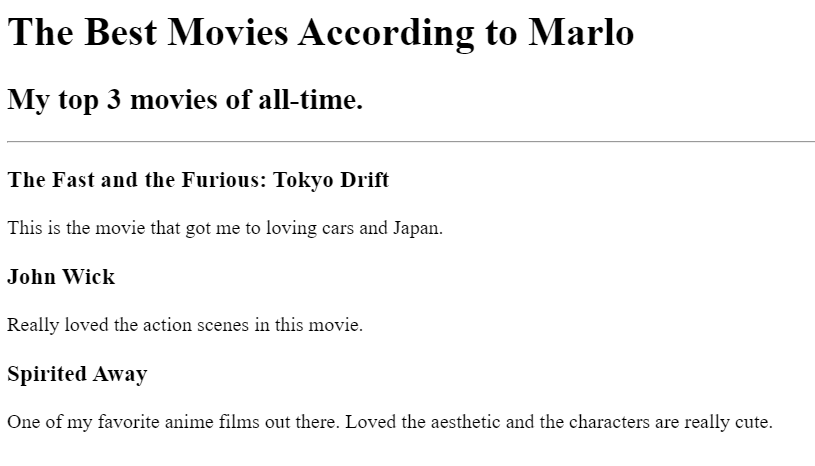 The Best Movies According to Marlo
My top 3 movies of all-time.
The Fast and the Furious: Tokyo Drift
This is the movie that got me to loving cars and Japan.
John Wick
Really loved the action scenes in this movie.
Spirited Away
One of my favorite anime films out there. Loved the aesthetic and the characters are really cute.